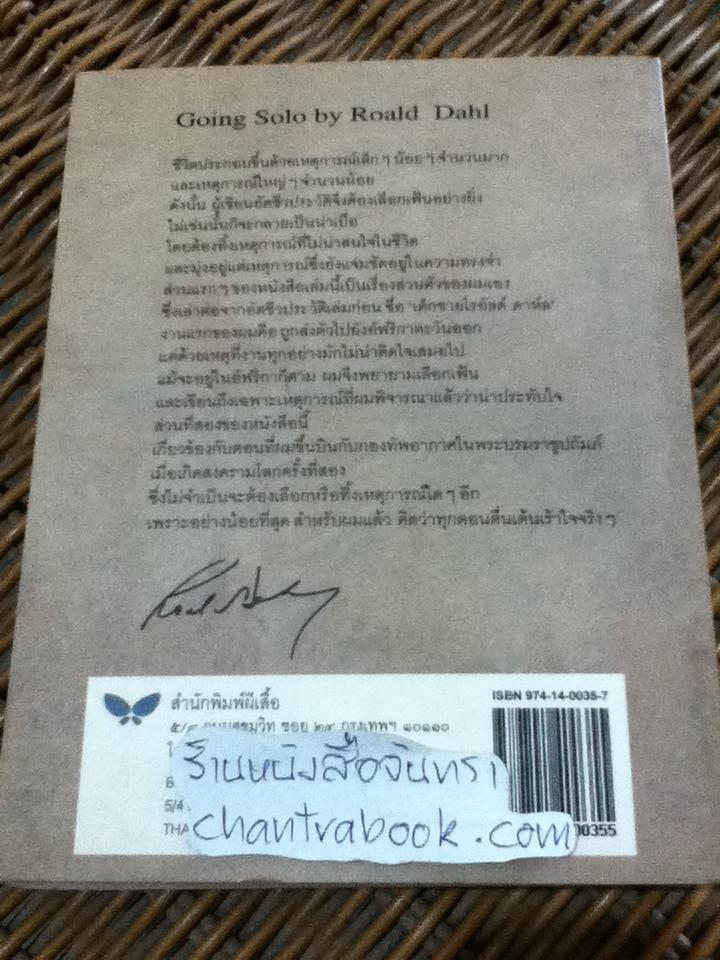 Going Solo by Roald Dahl
ชีวิตประกอบขึ้นด้วยเหตุการณ์เล็ก ๆ น้อย ๆ จำนวนมาก
และเหตุการณ์ใหญ่ ๆ จำนวนน้อย
ดังนั้น ผู้เขียนอัตชีวประวัติจึงต้องเลือกเฟ้นอย่างยิ่ง
ไม่เช่นนั้นก็จะกลายเป็นน่าเบื่อ
โดยต้องทิ้งเหตุการณ์ที่ไม่น่าสนใจในชีวิต
และมุ่งอยู่แต่เหตุการณ์ซึ่งยังแจ่มชัดอยู่ในความทรงจำ
ส่วนแรก ๆ ของหนังสือเล่มนี้เป็นเรื่องส่วนตัวของผมเอง
ซึ่งเล่าต่อจากอัตชีวประวัติเล่มก่อน ชื่อ 'เด็กชายโรอัลด์ ดาห์ล'
งานแรกของผมคือ ถูกส่งตัวไปยังอัฟริกาตะวันออก
แต่ด้วยเหตุที่งานทุกอย่างมักไม่น่าติดใจเสมอไป
แม้จะอยู่ในอัฟริกาก็ตาม ผมจึงพยายามเลือกเฟ้น
และเขียนถึงเฉพาะเหตุการณ์ที่ผมพิจารณาแล้วว่าน่าประทับใจ
ส่วนที่สองของหนังสือนี้
เกี่ยวข้องกับตอนที่ผมขึ้นบินกับกองทัพอากาศในพระบรมราชูปถัมภ์
เมื่อเกิดสงครามโลกครั้งที่สอง
ซึ่งไม่จำเป็นจะต้องเลือกหรือทิ้งเหตุการณ์ใด ๆ อีก
เพราะอย่างน้อยที่สุด สำหรับผมแล้ว คิดว่าทุกตอนตื่นเต้นเร้าใจจริง ๆ
สำนักพิมพ์ผีเสื้อ
ISBN 974-14-0035-7
๕/๔ ถนนสุขุมวิท ซอย ๒๔ กรุงเทพฯ ๑๐๑๑๐
ร้านหนังสือจันทรา
5/4
THA
chantrabook.com
00355